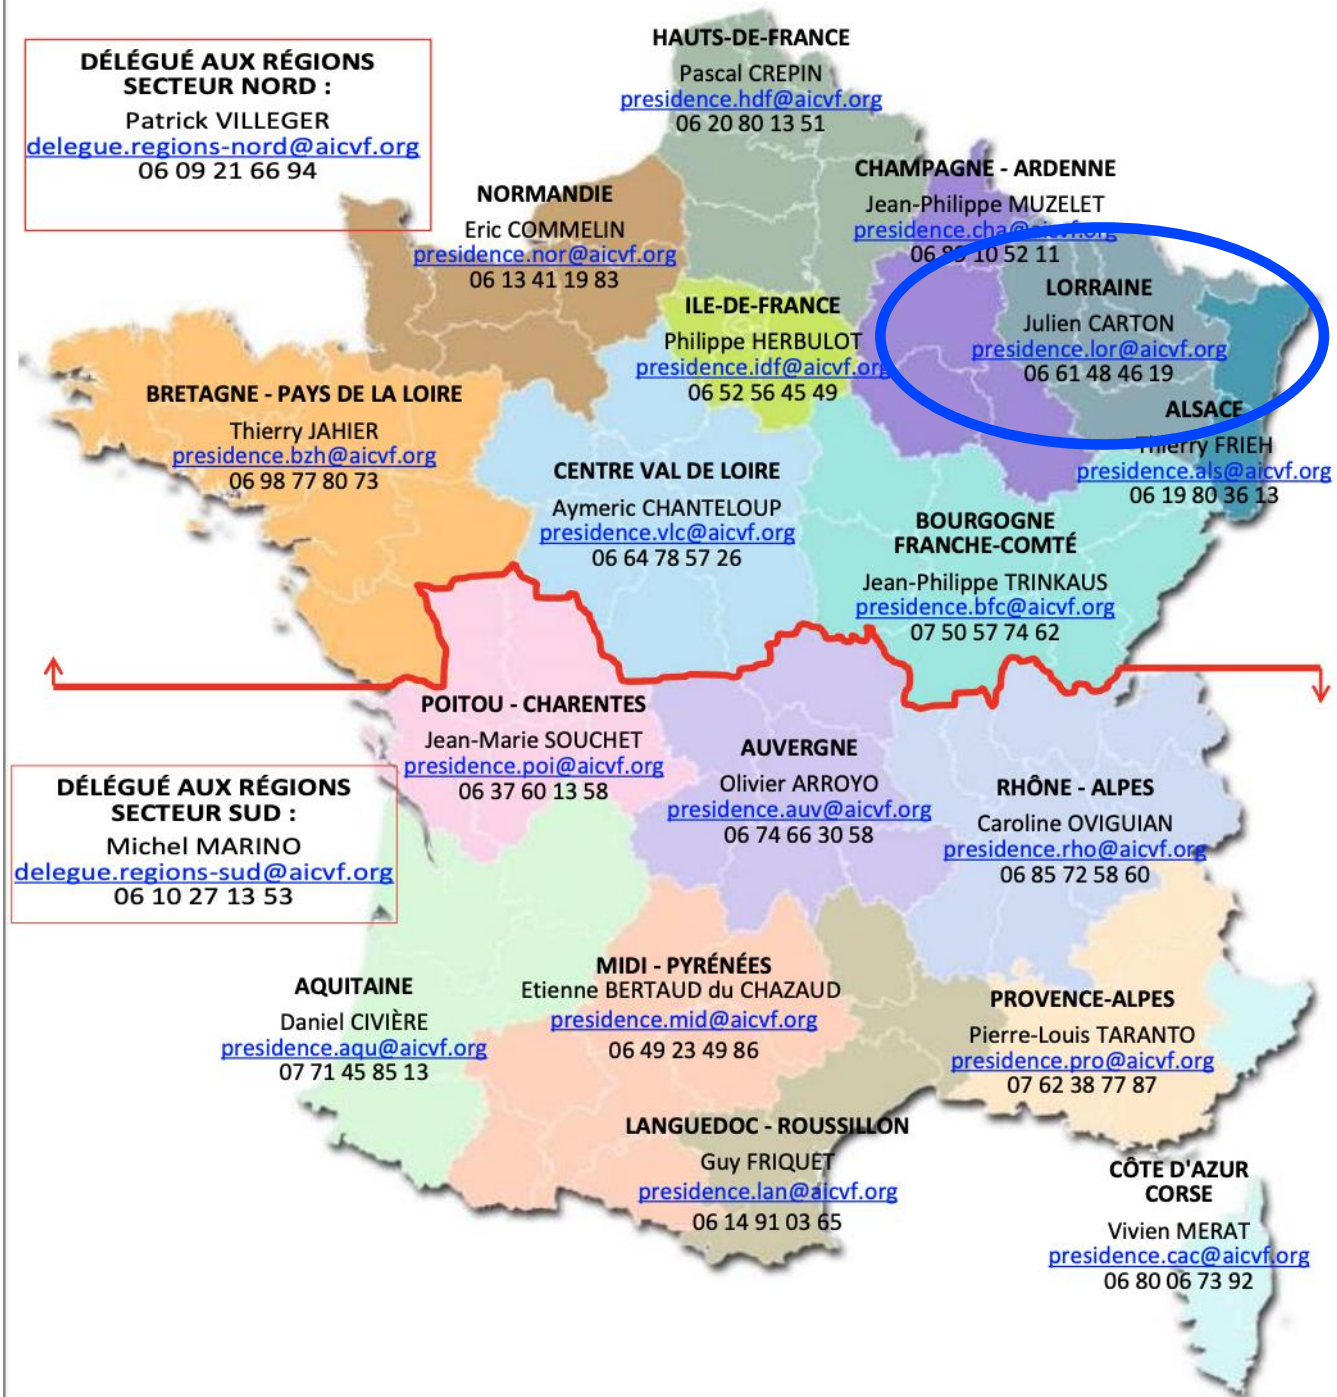 DÉLÉGUÉ AUX RÉGIONS
SECTEUR NORD :
Patrick VILLEGER
delegue.regions-nord@aicvf.org
06 09 21 66 94
HAUTS-DE-FRANCE
Pascal CREPIN
presidence.hdf@aicvf.org
06 20 80 13 51
CHAMPAGNE - ARDENNE
Jean-Philippe MUZELET
presidence.cha@aicvf.org
06 10 52 11
NORMANDIE
Eric COMMELIN
presidence.nor@aicvf.org
06 13 41 19 83
ILE-DE-FRANCE
Philippe HERBULOT
presidence.idf@aicvf.org
06 52 56 45 49
LORRAINE
Julien CARTON
presidence.lor@aicvf.org
06 61 48 46 19
BRETAGNE - PAYS DE LA LOIRE
Thierry JAHIER
presidence.bzh@aicvf.org
06 98 77 80 73
ALSACE
Thierry FRIEH
presidence.als@aicvf.org
06 19 80 36 13
CENTRE VAL DE LOIRE
Aymeric CHANTELOUP
presidence.vlc@aicvf.org
06 64 78 57 26
BOURGOGNE
FRANCHE-COMTÉ
Jean-Philippe TRINKAUS
presidence.bfc@aicvf.org
07 50 57 74 62
POITOU - CHARENTES
Jean-Marie SOUCHET
presidence.poi@aicvf.org
06 37 60 13 58
AUVERGNE
Olivier ARROYO
presidence.auv@aicvf.org
06 74 66 30 58
RHÔNE - ALPES
Caroline OVIGUIAN
presidence.rho@aicvf.org
06 85 72 58 60
DÉLÉGUÉ AUX RÉGIONS
SECTEUR SUD :
Michel MARINO
delegue.regions-sud@aicvf.org
06 10 27 13 53
AQUITAINE
Daniel CIVIÈRE
presidence.aqu@aicvf.org
07 71 45 85 13
MIDI - PYRÉNÉES
Etienne BERTAUD du CHAZAUD
presidence.mid@aicvf.org
06 49 23 49 86
PROVENCE-ALPES
Pierre-Louis TARANTO
presidence.pro@aicvf.org
07 62 38 77 87
LANGUEDOC - ROUSSILLON
Guy FRIQUET
presidence.lan@aicvf.org
06 14 91 03 65
CÔTE D'AZUR
CORSE
Vivien MERAT
presidence.cac@aicvf.org
06 80 06 73 92